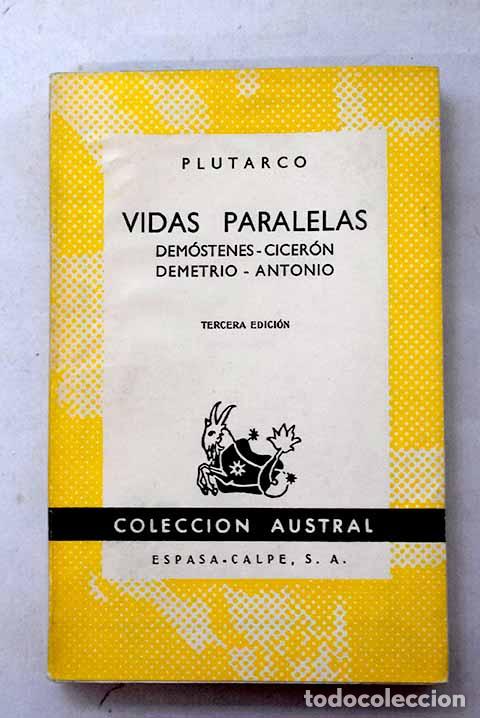 PLUTARCO
VIDAS PARALELAS
DEMÓSTENES-CICERÓN
DEMETRIO - ANTONIO
TERCERA EDICIÓN
COLECCION AUSTRAL
ESPASA-CALPE, S. A.
todocoleccion